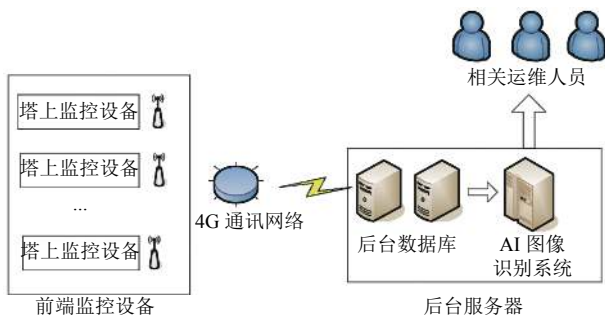 相关运维人员
塔上监控设备
塔上监控设备
...
塔上监控设备
4G 通讯网络
后台数据库
AI 图像
识别系统
前端监控设备
后台服务器